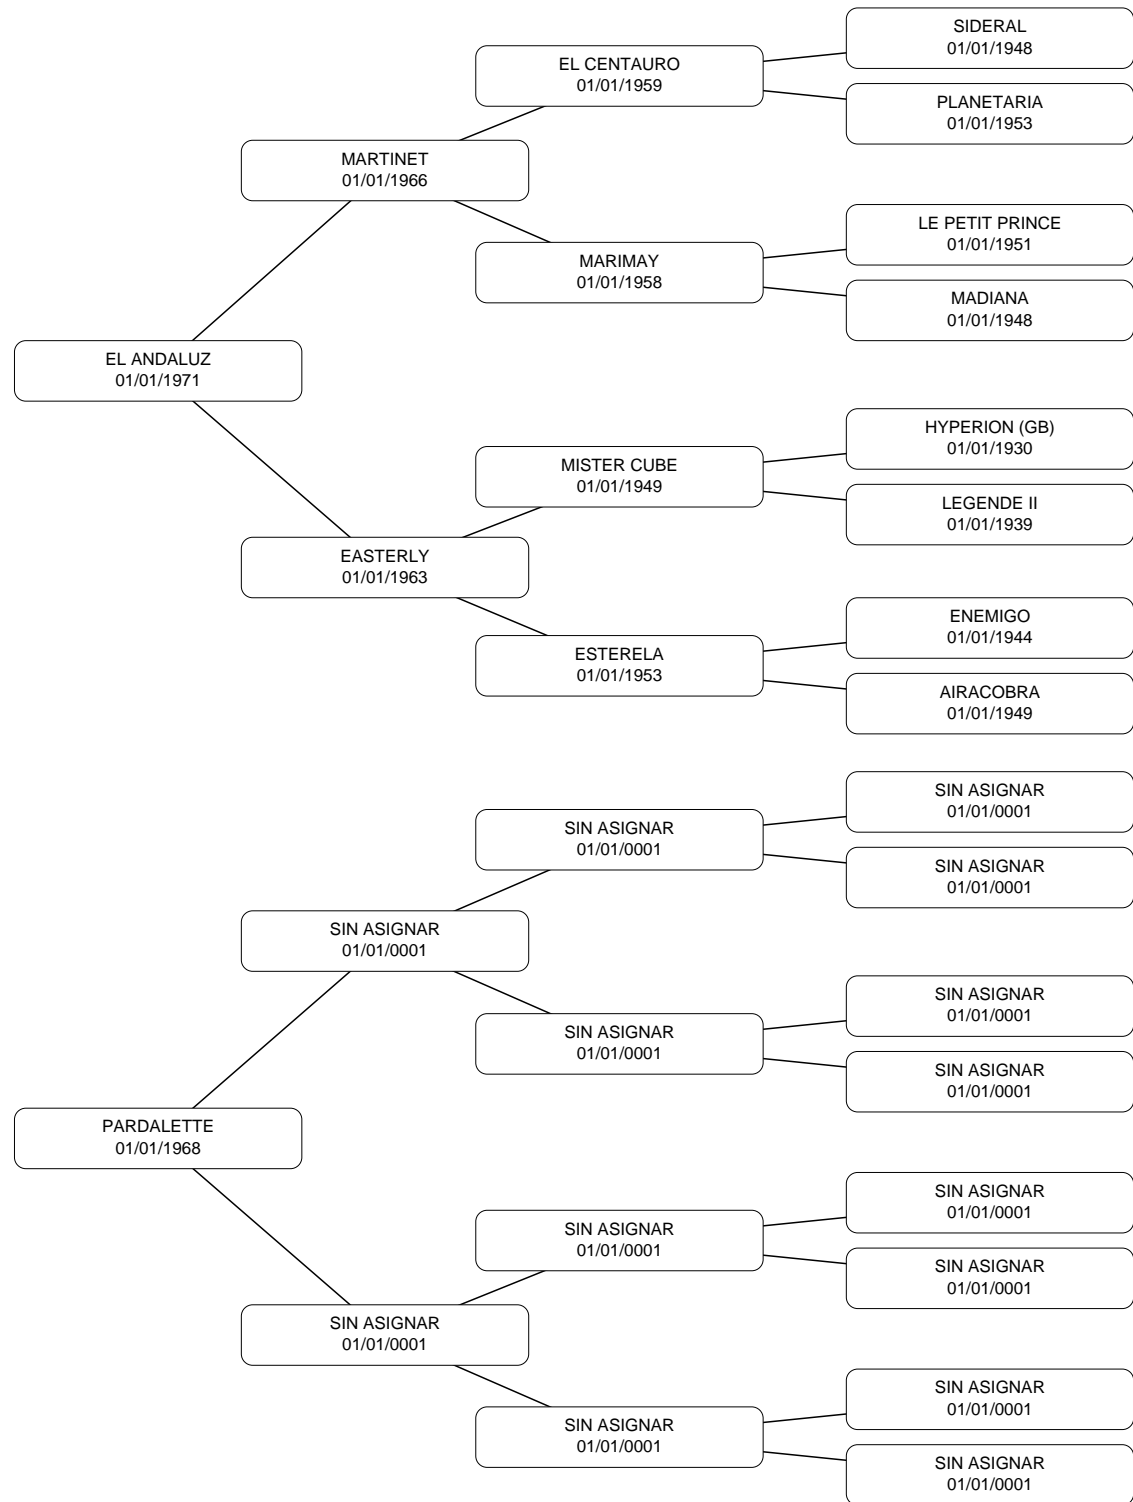 SIDERAL
01/01/1948
EL CENTAURO
01/01/1959
PLANETARIA
01/01/1953
MARTINET
01/01/1966
LE PETIT PRINCE
01/01/1951
MARIMAY
01/01/1958
MADIANA
01/01/1948
EL ANDALUZ
01/01/1971
HYPERION (GB)
01/01/1930
MISTER CUBE
01/01/1949
LEGENDE II
01/01/1939
EASTERLY
01/01/1963
ENEMIGO
01/01/1944
ESTERELA
01/01/1953
AIRACOBRA
01/01/1949
SIN ASIGNAR
01/01/0001
SIN ASIGNAR
01/01/0001
SIN ASIGNAR
01/01/0001
SIN ASIGNAR
01/01/0001
SIN ASIGNAR
01/01/0001
SIN ASIGNAR
01/01/0001
SIN ASIGNAR
01/01/0001
PARDALETTE
01/01/1968
SIN ASIGNAR
01/01/0001
SIN ASIGNAR
01/01/0001
SIN ASIGNAR
01/01/0001
SIN ASIGNAR
01/01/0001
SIN ASIGNAR
01/01/0001
SIN ASIGNAR
01/01/0001
SIN ASIGNAR
01/01/0001